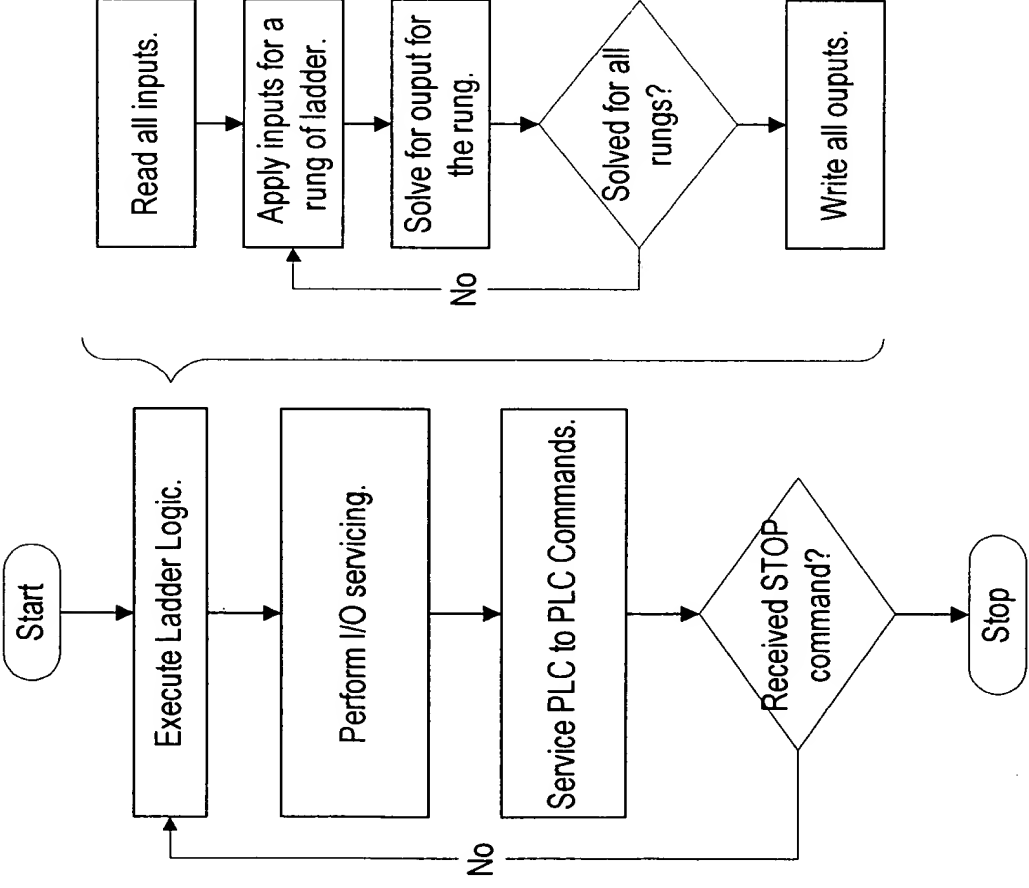 Start
Execute Ladder Logic.
Perform I/O servicing.
Service PLC to PLC Commands.
Received STOP
command?
No
Stop
Read all inputs.
Apply inputs for a
rung of ladder.
Solve for ouput for
the rung.
Solved for all
rungs?
No
Write all ouputs.